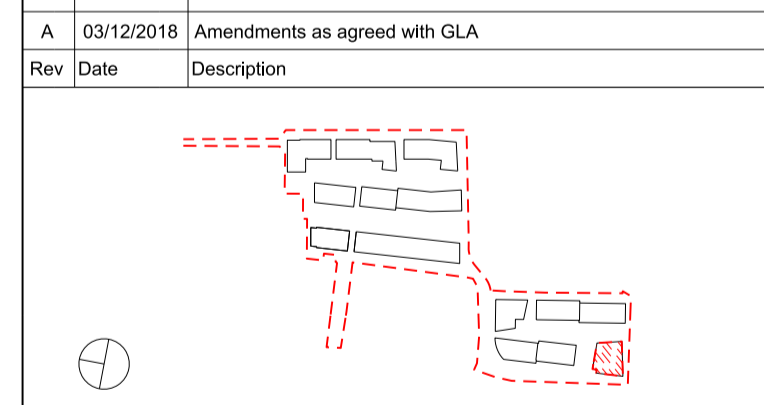 A 03/12/2018 Amendments as agreed with GLA
Rev Date Description